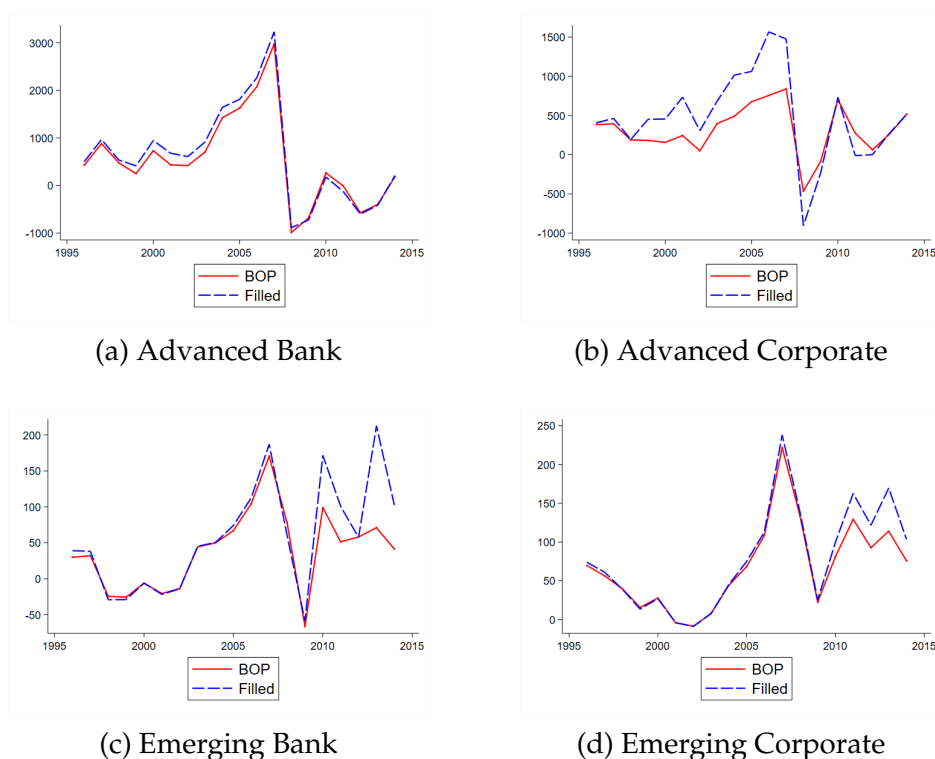 3000
2000
1000
0
-1000
1995 2000 2005 2010 2015
BOP
Filled
(a) Advanced Bank
1500
1000
500
0
-500
-1000
1995 2000 2005 2010 2015
BOP
Filled
(b) Advanced Corporate
200
150
100
50
0
-50
1995 2000 2005 2010 2015
BOP
Filled
(c) Emerging Bank
250
200
150
100
50
0
1995 2000 2005 2010 2015
BOP
Filled
(d) Emerging Corporate